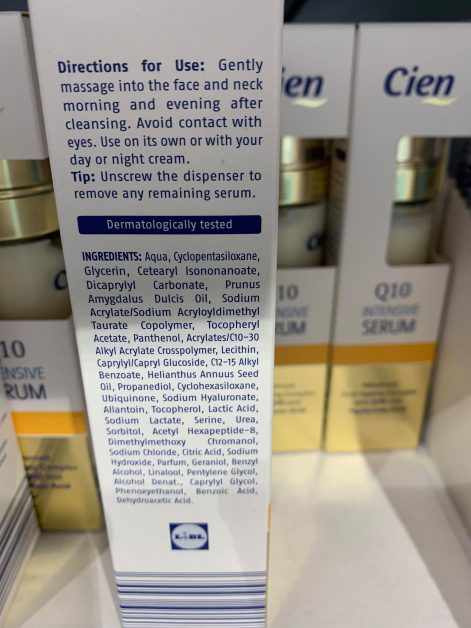 Directions for Use: Gently
massage into the face and neck
morning and evening after
cleansing. Avoid contact with
eyes. Use on its own or with your
day or night cream.
Tip: Unscrew the dispenser to
remove any remaining serum.
Dermatologically tested
INGREDIENTS: Aqua, Cyclopentasiloxane,
Glycerin, Cetearyl Isononanoate,
Dicaprylyl Carbonate, Prunus
Amygdalus Dulcis Oil, Sodium
Acrylate/Sodium Acryloyldimethyl
Taurate Copolymer, Tocopheryl
Acetate, Panthenol, Acrylates/C10-30
Alkyl Acrylate Crosspolymer, Lecithin,
Caprylyl/Capryl Glucoside, C12-15 Alkyl
Benzoate, Helianthus Annuus Seed
Oil, Propanediol, Cyclohexasiloxane,
Ubiquinone, Sodium Hyaluronate,
Allantoin, Tocopherol, Lactic Acid,
Sodium Lactate, Serine, Urea,
Sorbitol, Acetyl Hexapeptide-8,
Dimethylmethoxy Chromanol,
Sodium Chloride, Citric Acid, Sodium
Hydroxide, Parfum, Geraniol, Benzyl
Alcohol, Linalool, Pentylene Glycol,
Alcohol Denat., Caprylyl Glycol,
Phenoxyethanol, Benzoic Acid,
Dehydroacetic Acid.
LIDL
ien
10
RUM
Cien
Q10
INTENSIVE
SERUM
10
RUM